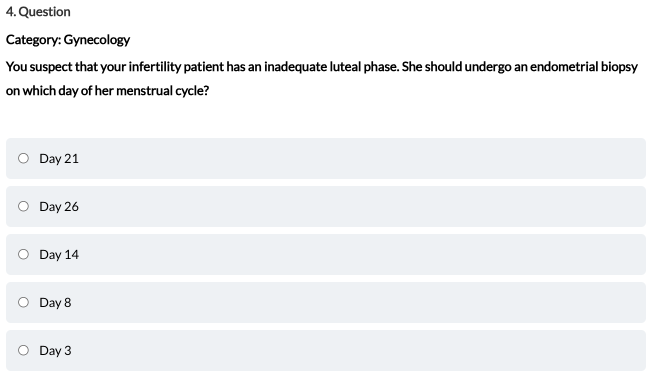 4. Question
Category: Gynecology
You suspect that your infertility patient has an inadequate luteal phase. She should undergo an endometrial biopsy
on which day of her menstrual cycle?
Day 21
Day 26
Day 14
Day 8
Day 3